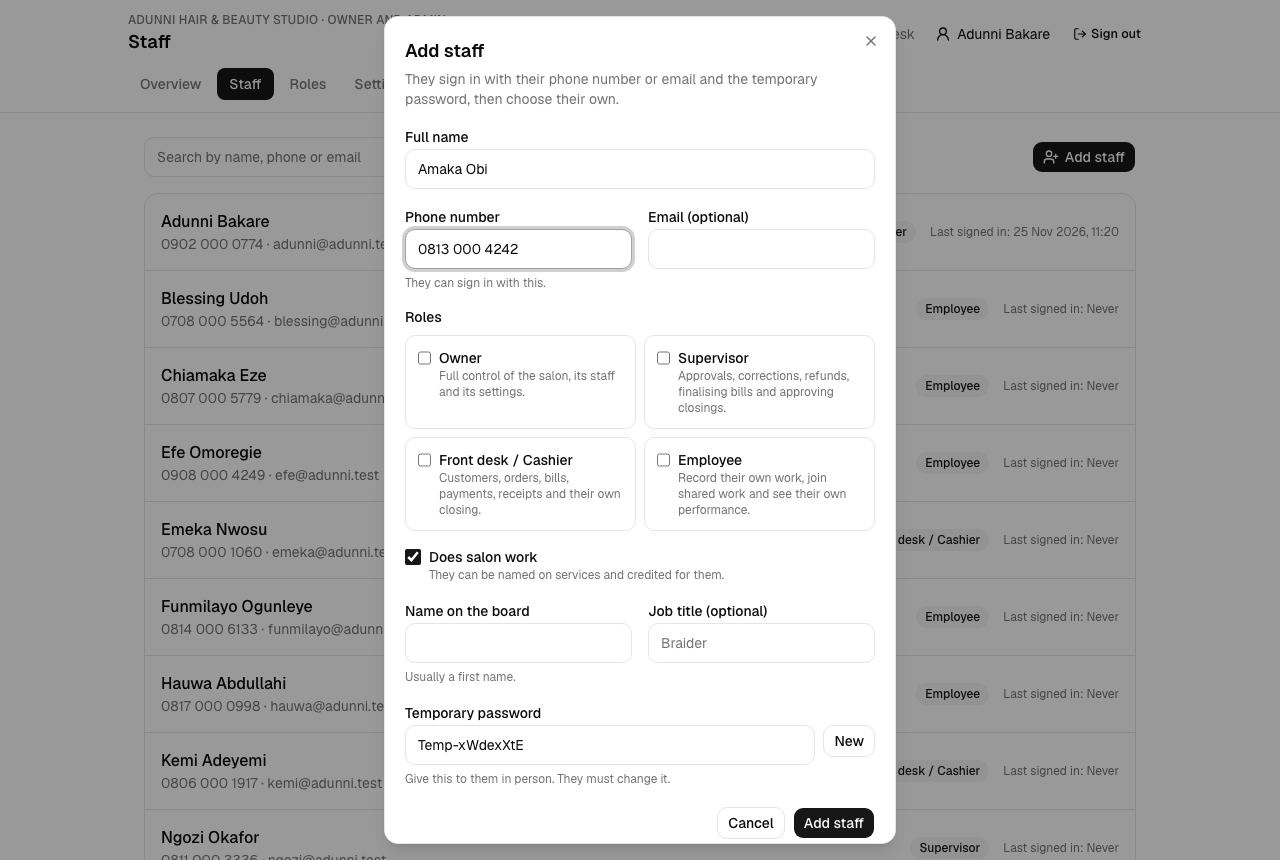 ADUNNI HAIR & BEAUTY STUDIO · OWNER AND ADMIN
Staff
Adunni Bakare
Sign out
Overview
Staff
Roles
Search by name, phone or email
Add staff
Adunni Bakare
0902 000 0774 · adunni@adunni.te
Last signed in: 25 Nov 2026, 11:20
Blessing Udoh
0708 000 5564 · blessing@adunni.
Employee
Last signed in: Never
Chiamaka Eze
0807 000 5779 · chiamaka@adunn
Employee
Last signed in: Never
Efe Omoregie
0908 000 4249 · efe@adunni.test
Employee
Last signed in: Never
Emeka Nwosu
0708 000 1060 · emeka@adunni.te
desk / Cashier
Last signed in: Never
Funmilayo Ogunleye
0814 000 6133 · funmilayo@adunn
Employee
Last signed in: Never
Hauwa Abdullahi
0817 000 0998 · hauwa@adunni.te
Employee
Last signed in: Never
Kemi Adeyemi
0806 000 1917 · kemi@adunni.test
desk / Cashier
Last signed in: Never
Ngozi Okafor
Supervisor
Last signed in: Never
Add staff
They sign in with their phone number or email and the temporary
password, then choose their own.
Full name
Amaka Obi
Phone number
Email (optional)
0813 000 4242
They can sign in with this.
Roles
Owner
Full control of the salon, its staff
and its settings.
Supervisor
Approvals, corrections, refunds,
finalising bills and approving
closings.
Front desk / Cashier
Customers, orders, bills,
payments, receipts and their own
closing.
Employee
Record their own work, join
shared work and see their own
performance.
Does salon work
They can be named on services and credited for them.
Name on the board
Job title (optional)
Braider
Usually a first name.
Temporary password
Temp-xWdexXtE
New
Give this to them in person. They must change it.
Cancel
Add staff